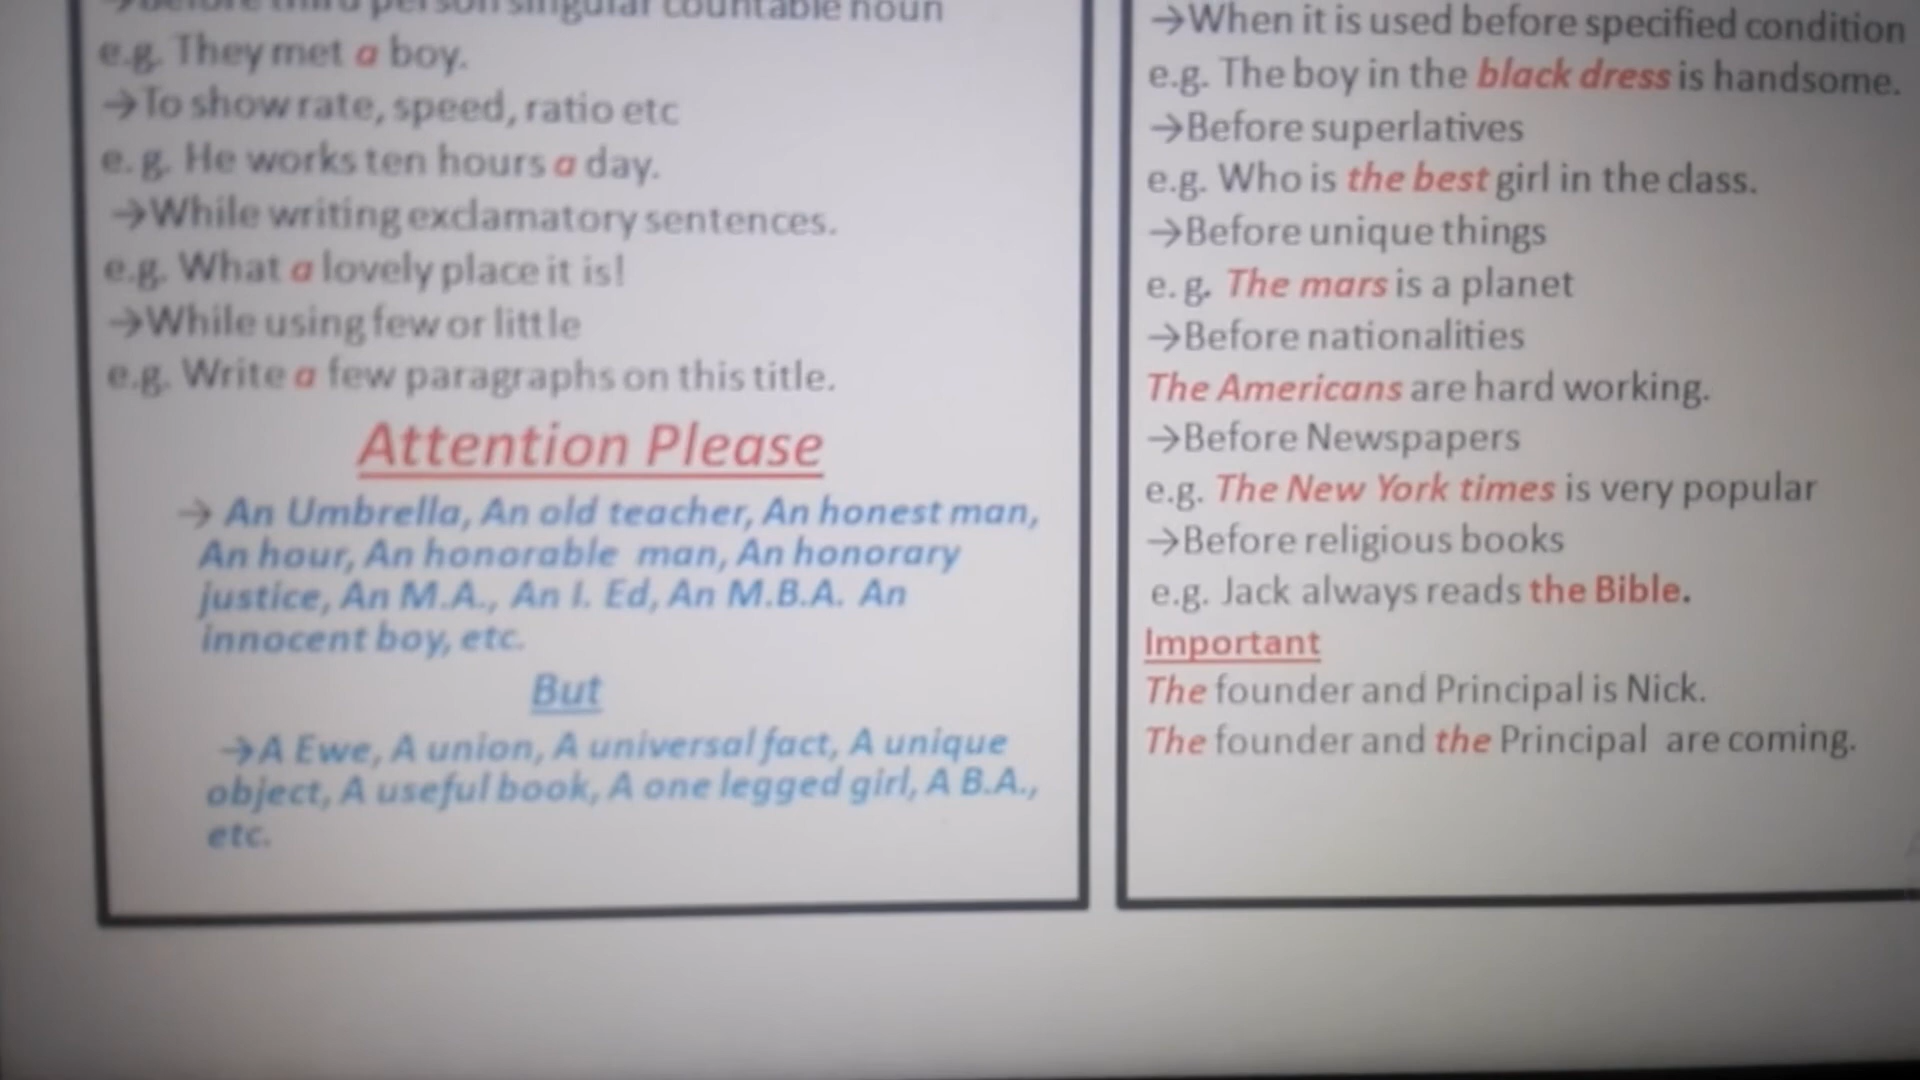 →Before third person singular countable noun
e.g. They met a boy.
→To show rate, speed, ratio etc
e. g. He works ten hours a day.
→While writing exclamatory sentences.
e.g. What a lovely place it is!
→While using few or little
e.g. Write a few paragraphs on this title.
Attention Please
→ An Umbrella, An old teacher, An honest man,
An hour, An honorable man, An honorary
justice, An M.A., An I. Ed, An M.B.A. An
innocent boy, etc.
But
→A Ewe, A union, A universal fact, A unique
object, A useful book, A one legged girl, A B.A.,
etc.
→When it is used before specified condition
e.g. The boy in the black dress is handsome.
→Before superlatives
e.g. Who is the best girl in the class.
→Before unique things
e. g. The mars is a planet
→Before nationalities
The Americans are hard working.
→Before Newspapers
e.g. The New York times is very popular
→Before religious books
e.g. Jack always reads the Bible.
Important
The founder and Principal is Nick.
The founder and the Principal are coming.